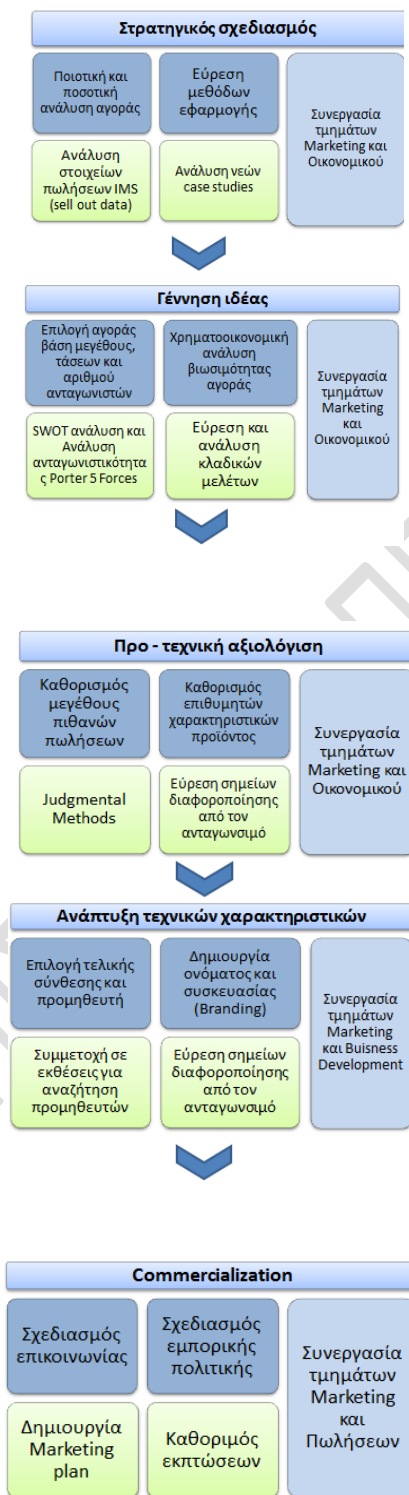 Στρατηγικός σχεδιασμός
Ποιοτική και
ποσοτική
ανάλυση αγοράς
Εύρεση
μεθόδων
εφαρμογής
Συνεργασία
τμημάτων
Marketing και
Οικονομικού
Ανάλυση
στοιχείων
πωλήσεων IMS
(sell out data)
Ανάλυση νεών
case studies
Γέννηση ιδέας
Επιλογή αγοράς
βάση μεγέθους,
τάσεων και
αριθμού
ανταγωνιστών
Χρηματοοικονομική
ανάλυση
βιωσιμότητας
αγοράς
Συνεργασία
τμημάτων
Marketing
και
Οικονομικού
SWOT ανάλυση και
Ανάλυση
ανταγωνιστικότητα
ς Porter 5 Forces
Εύρεση και
ανάλυση
κλαδικών
μελέτων
Προ - τεχνική αξιολόγιση
Καθορισμός
μεγέθους
πιθανών
πωλήσεων
Καθορισμός
επιθυμητών
χαρακτηριστικών
προϊόντος
Συνεργασία
τμημάτων
Marketing και
Οικονομικού
Judgmental
Methods
Εύρεση σημείων
διαφοροποίησης
από τον
ανταγωνσιμό
Ανάπτυξη τεχνικών χαρακτηριστικών
Επιλογή τελικής
σύνθεσης και
προμηθευτή
Δημιουργία
ονόματος και
συσκευασίας
(Branding)
Συνεργασία
τμημάτων
Marketing
και Buisness
Development
Συμμετοχή σε
εκθέσεις για
αναζήτηση
προμηθευτών
Εύρεση σημείων
διαφοροποίησης
από τον
ανταγωνσιμό
Commercialization
Σχεδιασμός
επικοινωνίας
Σχεδιασμός
εμπορικής
πολιτικής
Συνεργασία
τμημάτων
Marketing
και
Πωλήσεων
Δημιουργία
Marketing
plan
Καθοριμός
εκπτώσεων